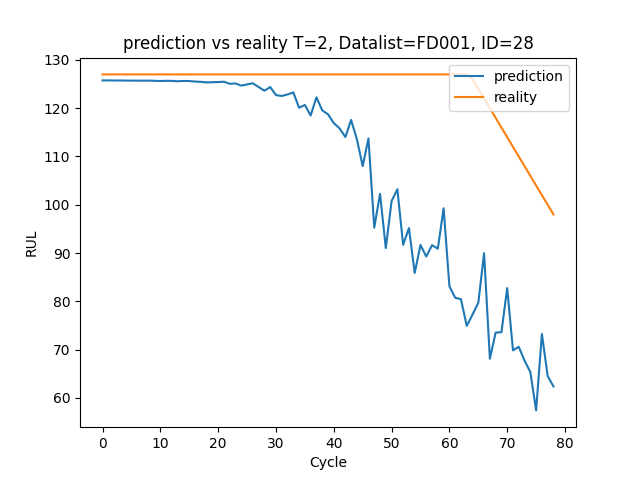 prediction vs reality T=2, Datalist=FD001, ID=28
prediction
reality
130
120
110
100
90
80
70
60
RUL
0 10 20 30 40 50 60 70 80
Cycle